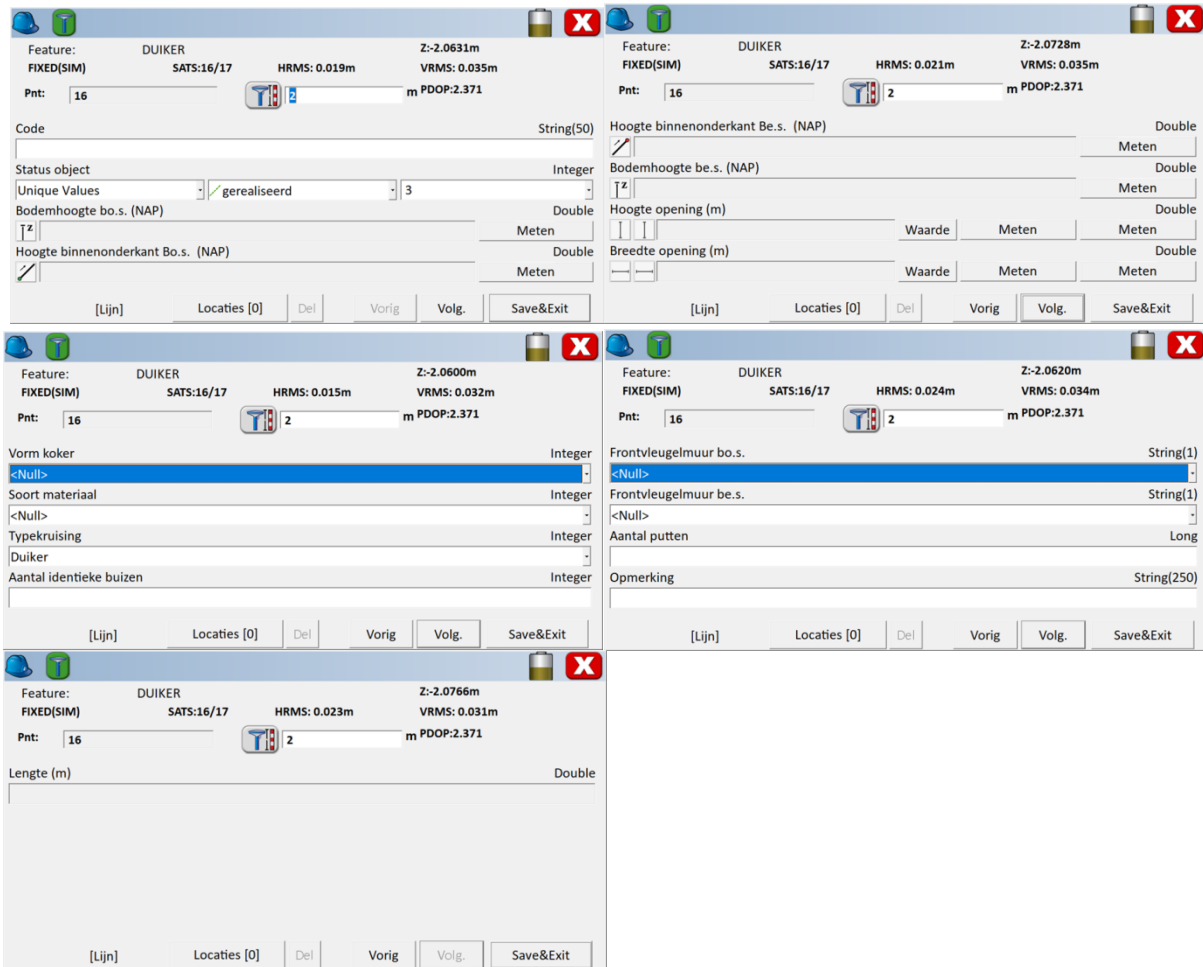 Feature: DUIKER Z:-2.0631m
FIXED(SIM) SATS:16/17 HRMS: 0.019m VRMS: 0.035m
Pnt: 16 2 m PDOP:2.371
Code String(50)
Status object Integer
Unique Values gerealiseerd 3
Bodemhoogte bo.s. (NAP) Double
z Meten
Hoogte binnenonderkant Bo.s. (NAP) Double
Meten
[Lijn] Locaties [0] Del Vorig Volg. Save&Exit
Feature: DUIKER Z:-2.0728m
FIXED(SIM) SATS:16/17 HRMS: 0.021m VRMS: 0.035m
Pnt: 16 2 m PDOP:2.371
Hoogte binnenonderkant Be.s. (NAP) Double
Meten
Bodemhoogte be.s. (NAP) Double
z Meten
Hoogte opening (m) Double
Waarde Meten Meten
Breedte opening (m) Double
Waarde Meten Meten
[Lijn] Locaties [0] Del Vorig Volg. Save&Exit
Feature: DUIKER Z:-2.0600m
FIXED(SIM) SATS:16/17 HRMS: 0.015m VRMS: 0.032m
Pnt: 16 2 m PDOP:2.371
Vorm koker Integer
<Null>
Soort materiaal Integer
<Null>
Typekruising Integer
Duiker
Aantal identieke buizen Integer
[Lijn] Locaties [0] Del Vorig Volg. Save&Exit
Feature: DUIKER Z:-2.0620m
FIXED(SIM) SATS:16/17 HRMS: 0.024m VRMS: 0.034m
Pnt: 16 2 m PDOP:2.371
Frontvleugelmuur bo.s. String(1)
<Null>
Frontvleugelmuur be.s. String(1)
<Null>
Aantal putten Long
Opmerking String(250)
[Lijn] Locaties [0] Del Vorig Volg. Save&Exit
Feature: DUIKER Z:-2.0766m
FIXED(SIM) SATS:16/17 HRMS: 0.023m VRMS: 0.031m
Pnt: 16 2 m PDOP:2.371
Lengte (m) Double
[Lijn] Locaties [0] Del Vorig Volg. Save&Exit